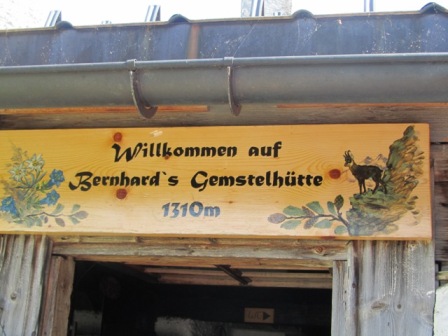 Willkommen auf
Bernhard`s Gemstelhütte
1310m